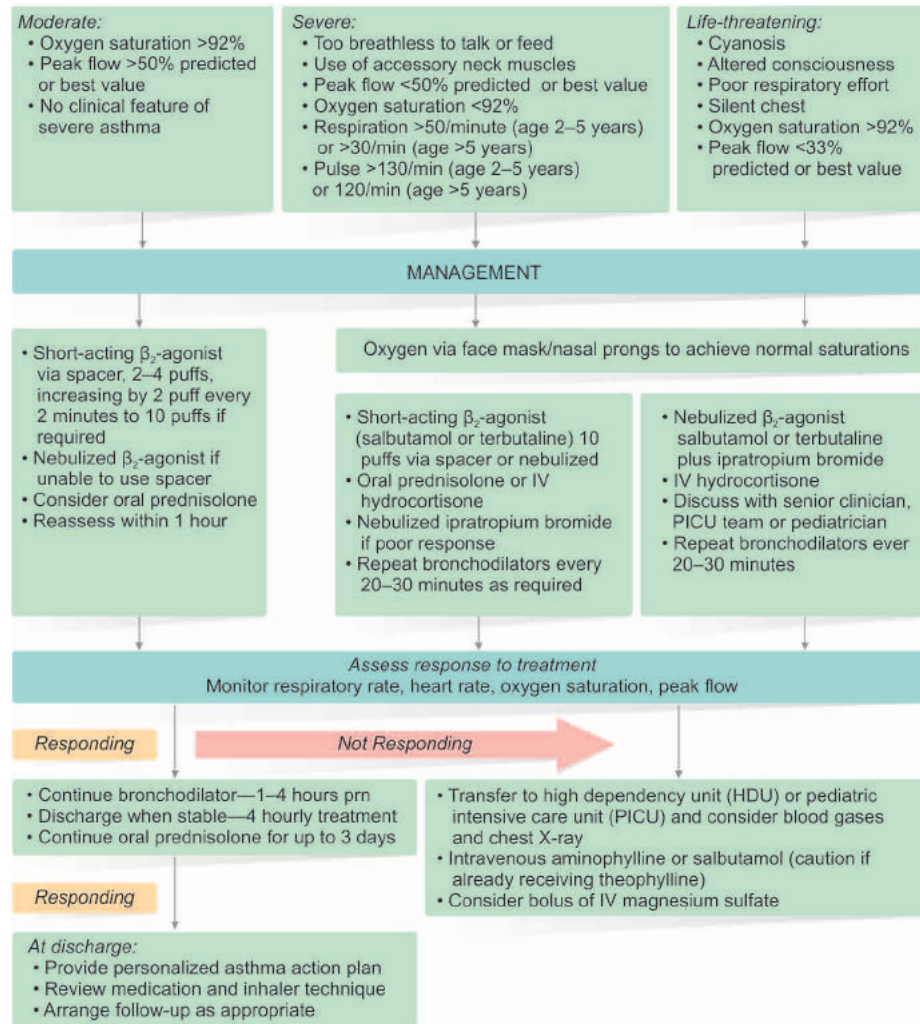 Moderate:
• Oxygen saturation >92%
• Peak flow >50% predicted
or best value
• No clinical feature of
severe asthma
Severe:
• Too breathless to talk or feed
• Use of accessory neck muscles
• Peak flow <50% predicted or best value
• Oxygen saturation <92%
• Respiration >50/minute (age 2–5 years)
or >30/min (age >5 years)
• Pulse >130/min (age 2–5 years)
or 120/min (age >5 years)
Life-threatening:
• Cyanosis
• Altered consciousness
• Poor respiratory effort
• Silent chest
• Oxygen saturation >92%
• Peak flow <33%
predicted or best value
MANAGEMENT
• Short-acting β₂-agonist
via spacer, 2–4 puffs,
increasing by 2 puff every
2 minutes to 10 puffs if
required
• Nebulized β₂-agonist if
unable to use spacer
• Consider oral prednisolone
• Reassess within 1 hour
Oxygen via face mask/nasal prongs to achieve normal saturations
• Short-acting β₂-agonist
(salbutamol or terbutaline) 10
puffs via spacer or nebulized
• Oral prednisolone or IV
hydrocortisone
• Nebulized ipratropium bromide
if poor response
• Repeat bronchodilators every
20–30 minutes as required
• Nebulized β₂-agonist
salbutamol or terbutaline
plus ipratropium bromide
• IV hydrocortisone
• Discuss with senior clinician,
PICU team or pediatrician
• Repeat bronchodilators ever
20–30 minutes
Assess response to treatment
Monitor respiratory rate, heart rate, oxygen saturation, peak flow
Responding
Not Responding
• Continue bronchodilator—1–4 hours prn
• Discharge when stable—4 hourly treatment
• Continue oral prednisolone for up to 3 days
• Transfer to high dependency unit (HDU) or pediatric
intensive care unit (PICU) and consider blood gases
and chest X-ray
• Intravenous aminophylline or salbutamol (caution if
already receiving theophylline)
• Consider bolus of IV magnesium sulfate
Responding
At discharge:
• Provide personalized asthma action plan
• Review medication and inhaler technique
• Arrange follow-up as appropriate